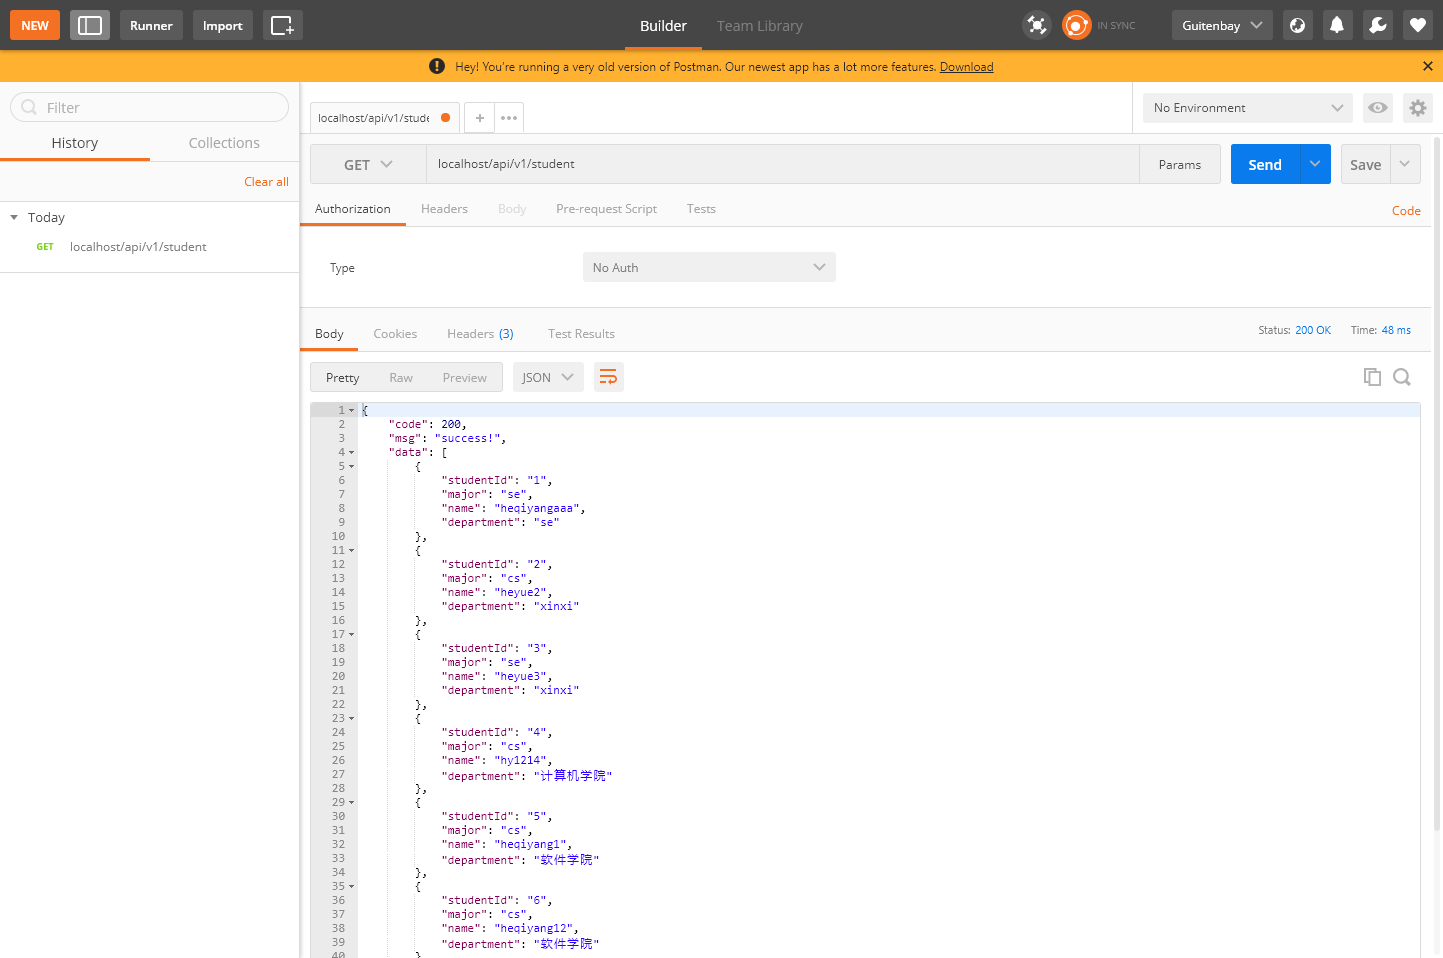 NEW Runner Import Builder Team Library IN SYNC Guitenbay
Hey! You're running a very old version of Postman. Our newest app has a lot more features. Download
Filter
History Collections
Clear all
Today
GET localhost/api/v1/student
localhost/api/v1/stude + ••• No Environment
GET localhost/api/v1/student Params Send Save
Authorization Headers Body Pre-request Script Tests Code
Type No Auth
Body Cookies Headers (3) Test Results Status: 200 OK Time: 48 ms
Pretty Raw Preview JSON
1 {
2 "code": 200,
3 "msg": "success!",
4 "data": [
5 {
6 "studentId": "1",
7 "major": "se",
8 "name": "heqiyangaaa",
9 "department": "se"
10 },
11 {
12 "studentId": "2",
13 "major": "cs",
14 "name": "heyue2",
15 "department": "xinxi"
16 },
17 {
18 "studentId": "3",
19 "major": "se",
20 "name": "heyue3",
21 "department": "xinxi"
22 },
23 {
24 "studentId": "4",
25 "major": "cs",
26 "name": "hy1214",
27 "department": "计算机学院"
28 },
29 {
30 "studentId": "5",
31 "major": "cs",
32 "name": "heqiyang1",
33 "department": "软件学院"
34 },
35 {
36 "studentId": "6",
37 "major": "cs",
38 "name": "heqiyang12",
39 "department": "软件学院"
40 }